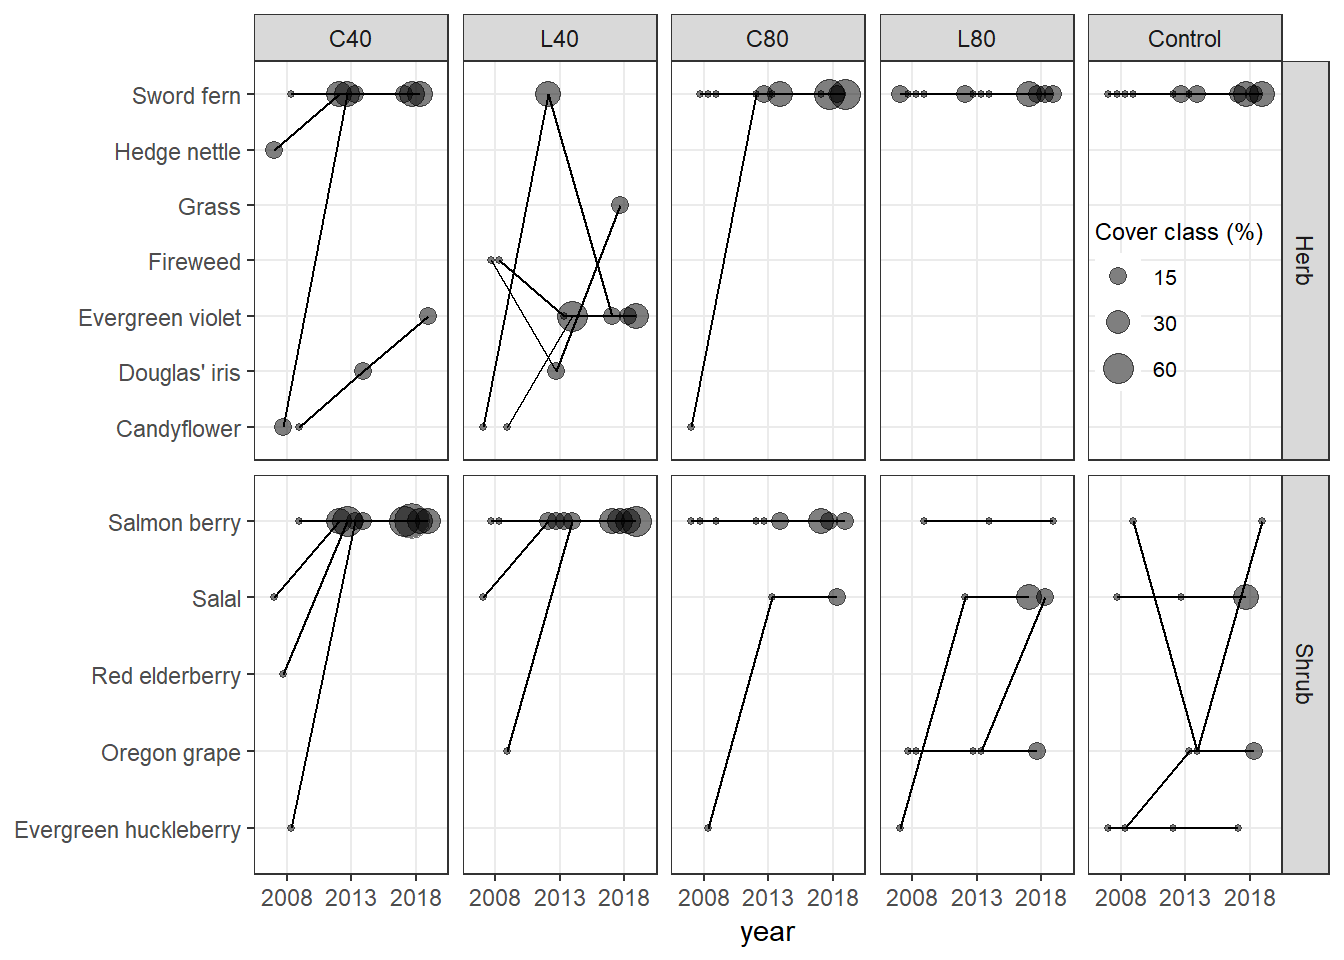 C40 L40 C80 L80 Control
Sword fern
Hedge nettle
Grass
Fireweed
Evergreen violet
Douglas' iris
Candyflower
Cover class (%)
15
30
60
Herb
Salmon berry
Salal
Red elderberry
Oregon grape
Evergreen huckleberry
Shrub
2008 2013 2018 2008 2013 2018 2008 2013 2018 2008 2013 2018 2008 2013 2018
year